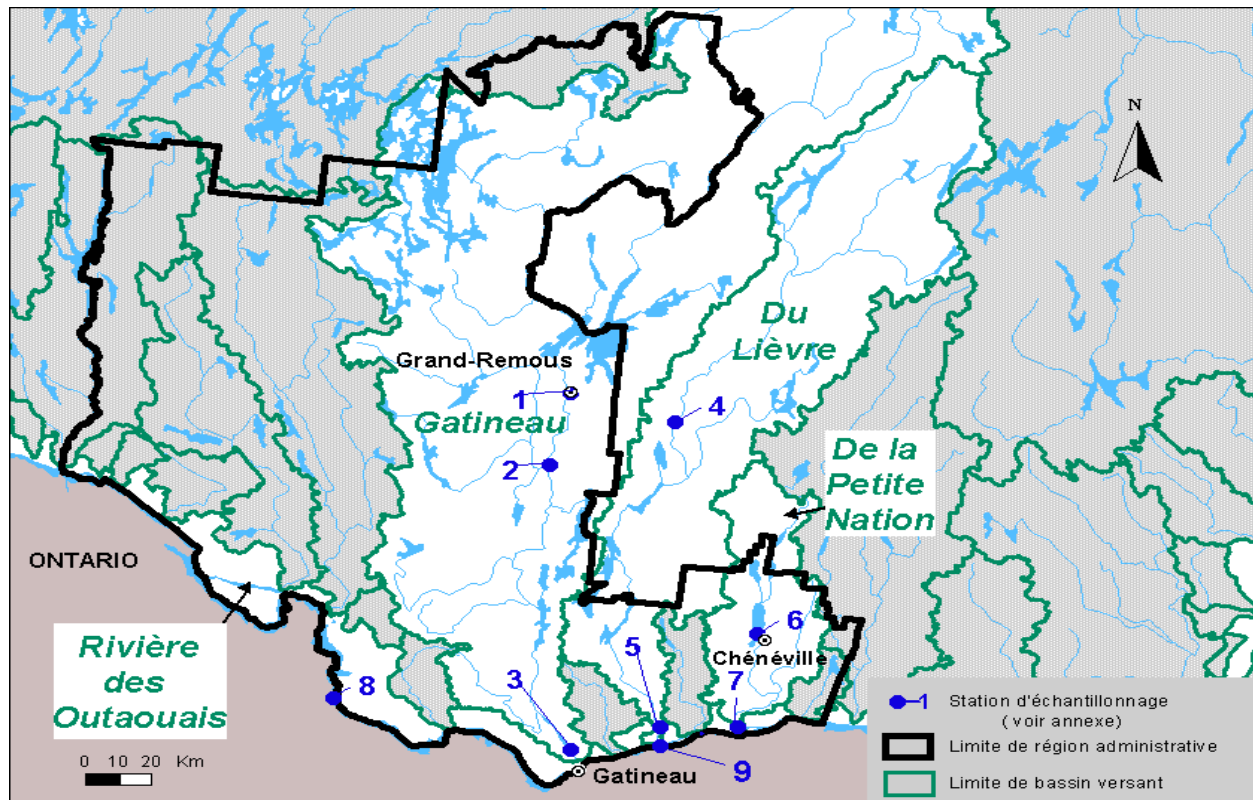 N
Du
Lièvre
Grand-Remous
1
4
Gatineau
2
De la
Petite
Nation
ONTARIO
Rivière
des
Outaouais
5
6
Chénéville
8
3
7
9
Gatineau
0 10 20 Km
1 Station d'échantillonnage
(voir annexe)
Limite de région administrative
Limite de bassin versant